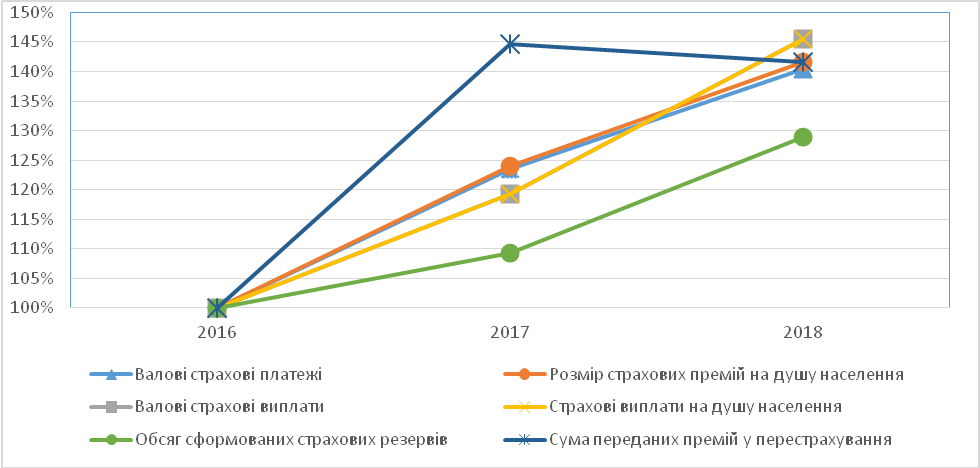 150%
145%
140%
135%
130%
125%
120%
115%
110%
105%
100%
2016 2017 2018
Валові страхові платежі Розмір страхових премій на душу населення
Валові страхові виплати Страхові виплати на душу населення
Обсяг сформованих страхових резервів Сума переданих премій у перестрахування